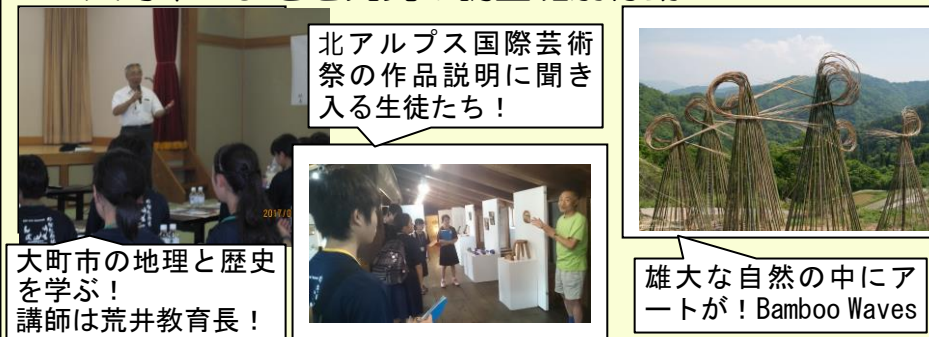 北アルプス国際芸術
祭の作品説明に聞き
入る生徒たち！
大町市の地理と歴史
を学ぶ！
講師は荒井教育長！
雄大な自然の中にア
ートが！Bamboo Waves